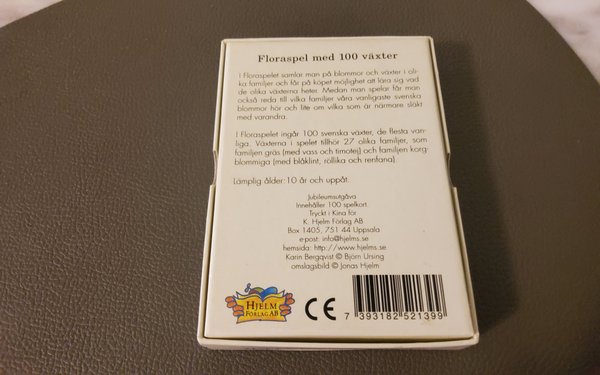 Floraspel med 100 växter
I Floraspelet samlar man på blommor och växter i oli-
ka familjer och får på köpet möjlighet att lära sig vad
de olika växterna heter. Medan man spelar får man
också reda till vilka familjer våra vanligaste svenska
blommor hör och lite om vilka som är närmare släkt
med varandra.
I Floraspelet ingår 100 svenska växter, de flesta van-
liga. Växterna i spelet tillhör 27 olika familjer, som
familjen gräs (med vass och timotej) och familjen korg-
blommiga (med blåklint, röllika och renfana).
Lämplig ålder: 10 år och uppåt.
Jubileumsutgåva
Innehåller 100 spelkort.
Tryckt i Kina för
K. Hjelm Förlag AB
Box 1405, 751 44 Uppsala
e-post: info@hjelms.se
hemsida: http://www.hjelms.se
Karin Bergqvist © Björn Ursing
omslagsbild © Jonas Hjelm
HJELM
FÖRLAG AB
CE
7 393182 521399